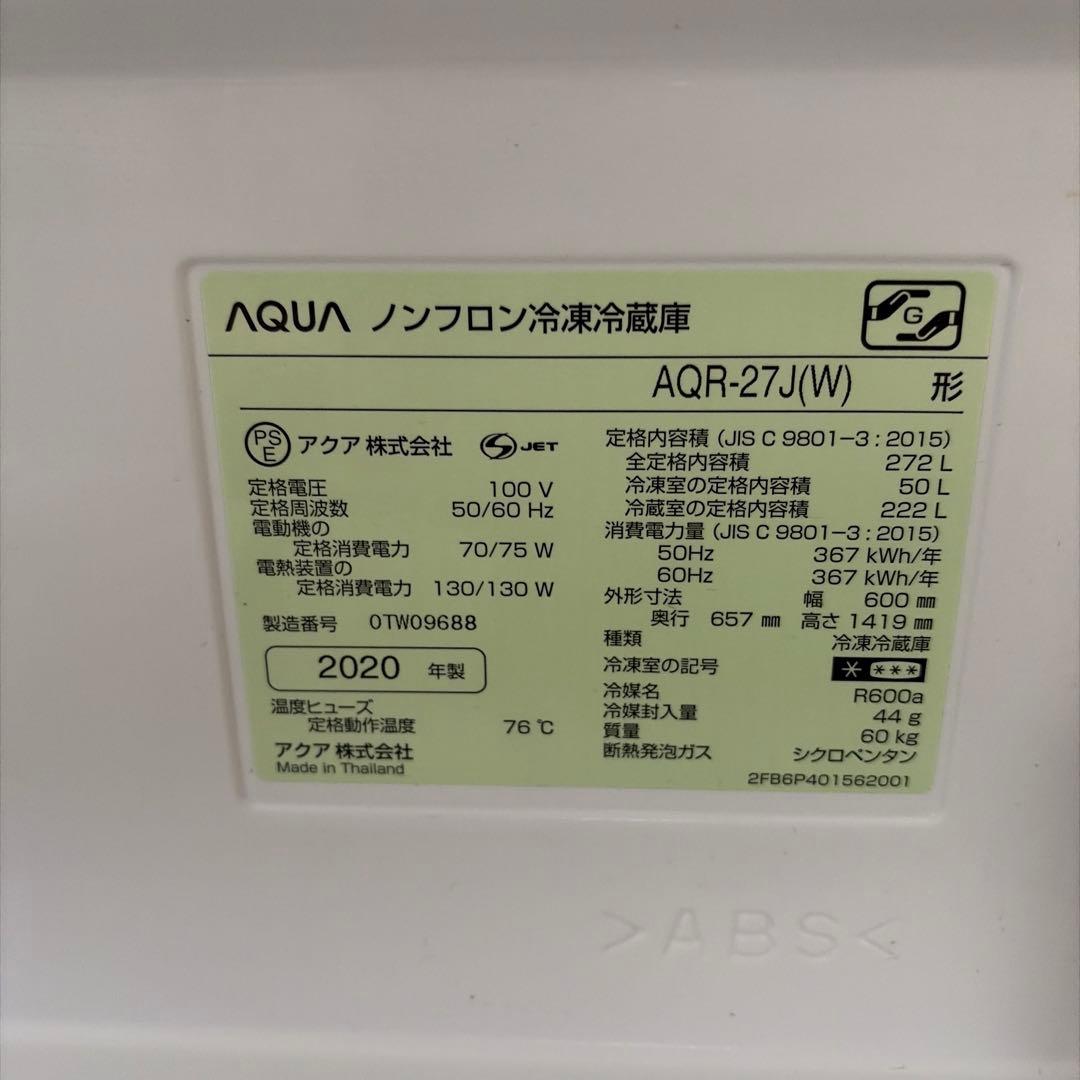 AQUA ノンフロン冷凍冷蔵庫
G
AQR-27J(W) 形
PSE アクア 株式会社 S JET
定格電圧 100 V
定格周波数 50/60 Hz
電動機の
定格消費電力 70/75 W
電熱装置の
定格消費電力 130/130 W
製造番号 0TW09688
2020 年製
温度ヒューズ
定格動作温度 76 ℃
アクア 株式会社
Made in Thailand
定格内容積 (JIS C 9801-3 : 2015)
全定格内容積 272 L
冷凍室の定格内容積 50 L
冷蔵室の定格内容積 222 L
消費電力量 (JIS C 9801-3 : 2015)
50Hz 367 kWh/年
60Hz 367 kWh/年
外形寸法 幅 600 ㎜
奥行 657 ㎜ 高さ 1419 ㎜
種類 冷凍冷蔵庫
冷凍室の記号 * ***
冷媒名 R600a
冷媒封入量 44 g
質量 60 kg
断熱発泡ガス シクロペンタン
2FB6P401562001
>ABS<